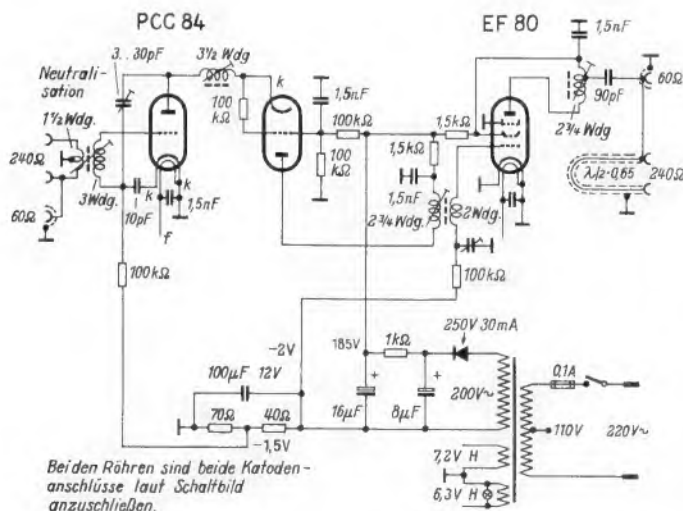 PCC 84
EF 80
3...30pF
3½ Wdg
1,5nF
Neutrali-
sation
k
100
kΩ
1,5nF
100kΩ
1,5kΩ
90pF
60Ω
1½Wdg.
2¾ Wdg
240Ω
100
kΩ
1,5kΩ
λ/2·0,65
240Ω
3Wdg.
k
k
1,5nF
10pF
1,5nF
2¾Wdg.
2Wdg.
60Ω
f
100kΩ
100kΩ
250V 30mA
-2V
185V
1kΩ
0,1A
100μF
12V
+
+
200V~
70Ω
40Ω
16μF
8μF
110V
220V~
-1,5V
7,2V H
6,3V H
Bei den Röhren sind beide Katoden-
anschlüsse laut Schaltbild
anzuschließen.